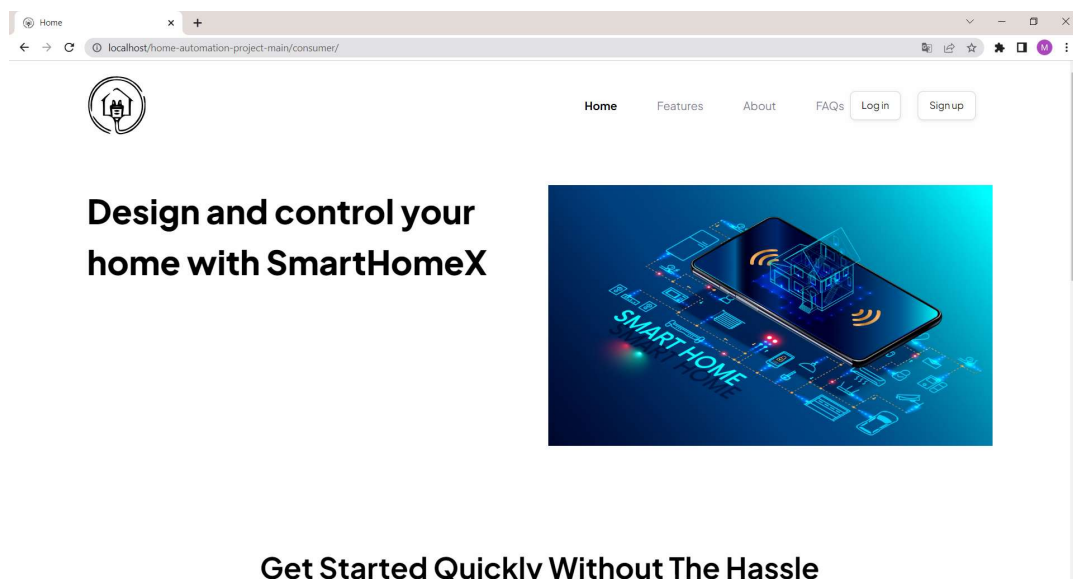 Home
localhost/home-automation-project-main/consumer/
M
Home Features About FAQs Log in Sign up
Design and control your
home with SmartHomeX
SMART HOME
Get Started Quickly Without The Hassle